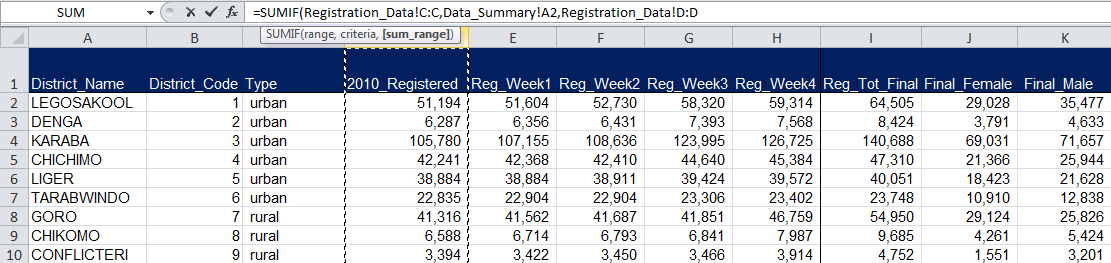 SUM fx =SUMIF(Registration_Data!C:C,Data_Summary!A2,Registration_Data!D:D
SUMIF(range, criteria, [sum_range])
A B C D E F G H I J K
1 District_Name District_Code Type 2010_Registered Reg_Week1 Reg_Week2 Reg_Week3 Reg_Week4 Reg_Tot_Final Final_Female Final_Male
2 LEGOSAKOOL 1 urban 51,194 51,604 52,730 58,320 59,314 64,505 29,028 35,477
3 DENGA 2 urban 6,287 6,356 6,431 7,393 7,568 8,424 3,791 4,633
4 KARABA 3 urban 105,780 107,155 108,636 123,995 126,725 140,688 69,031 71,657
5 CHICHIMO 4 urban 42,241 42,368 42,410 44,640 45,384 47,310 21,366 25,944
6 LIGER 5 urban 38,884 38,884 38,911 39,424 39,572 40,051 18,423 21,628
7 TARABWINDO 6 urban 22,835 22,904 22,904 23,306 23,402 23,748 10,910 12,838
8 GORO 7 rural 41,316 41,562 41,687 41,851 46,759 54,950 29,124 25,826
9 CHIKOMO 8 rural 6,588 6,714 6,793 6,841 7,987 9,685 4,261 5,424
10 CONFLICTERI 9 rural 3,394 3,422 3,450 3,466 3,914 4,752 1,551 3,201